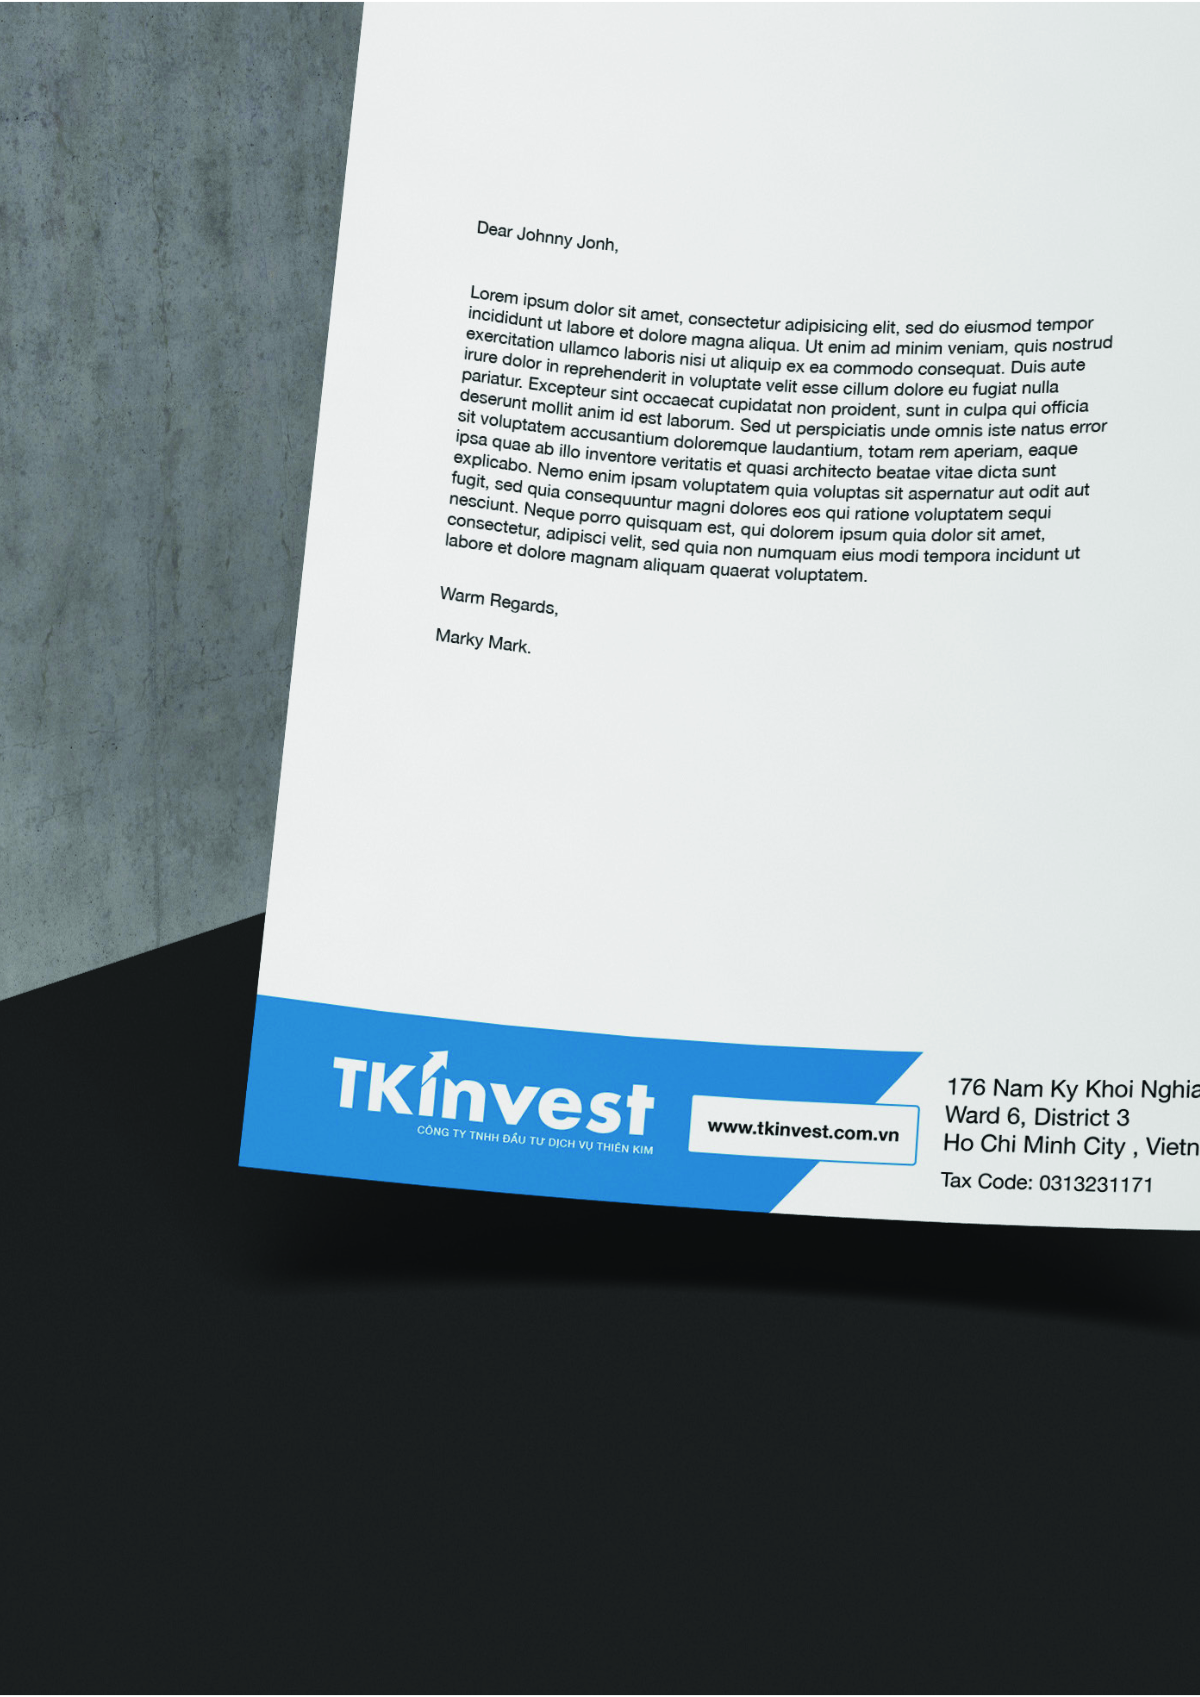 Dear Johnny Jonh,
Lorem ipsum dolor sit amet, consectetur adipisicing elit, sed do eiusmod tempor
incididunt ut labore et dolore magna aliqua. Ut enim ad minim veniam, quis nostrud
exercitation ullamco laboris nisi ut aliquip ex ea commodo consequat. Duis aute
irure dolor in reprehenderit in voluptate velit esse cillum dolore eu fugiat nulla
pariatur. Excepteur sint occaecat cupidatat non proident, sunt in culpa qui officia
deserunt mollit anim id est laborum. Sed ut perspiciatis unde omnis iste natus error
sit voluptatem accusantium doloremque laudantium, totam rem aperiam, eaque
ipsa quae ab illo inventore veritatis et quasi architecto beatae vitae dicta sunt
explicabo. Nemo enim ipsam voluptatem quia voluptas sit aspernatur aut odit aut
fugit, sed quia consequuntur magni dolores eos qui ratione voluptatem sequi
nesciunt. Neque porro quisquam est, qui dolorem ipsum quia dolor sit amet,
consectetur, adipisci velit, sed quia non numquam eius modi tempora incidunt ut
labore et dolore magnam aliquam quaerat voluptatem.
Warm Regards,
Marky Mark.
TKinvest
CÔNG TY TNHH ĐẦU TƯ DỊCH VỤ THIÊN KIM
www.tkinvest.com.vn
176 Nam Ky Khoi Nghia
Ward 6, District 3
Ho Chi Minh City , Vietn
Tax Code: 0313231171